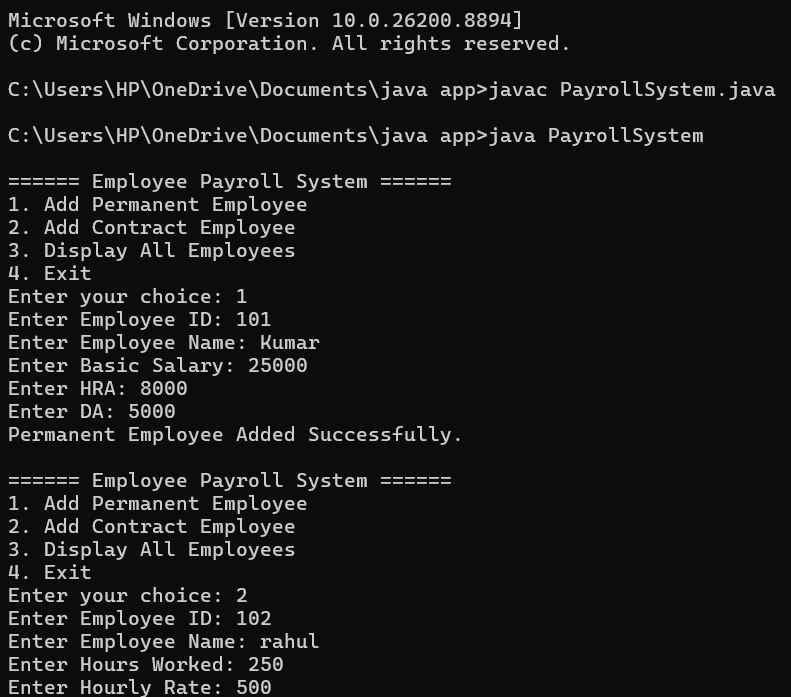 Microsoft Windows [Version 10.0.26200.8894]
(c) Microsoft Corporation. All rights reserved.
C:\Users\HP\OneDrive\Documents\java app>javac PayrollSystem.java
C:\Users\HP\OneDrive\Documents\java app>java PayrollSystem
====== Employee Payroll System ======
1. Add Permanent Employee
2. Add Contract Employee
3. Display All Employees
4. Exit
Enter your choice: 1
Enter Employee ID: 101
Enter Employee Name: Kumar
Enter Basic Salary: 25000
Enter HRA: 8000
Enter DA: 5000
Permanent Employee Added Successfully.
====== Employee Payroll System ======
1. Add Permanent Employee
2. Add Contract Employee
3. Display All Employees
4. Exit
Enter your choice: 2
Enter Employee ID: 102
Enter Employee Name: rahul
Enter Hours Worked: 250
Enter Hourly Rate: 500